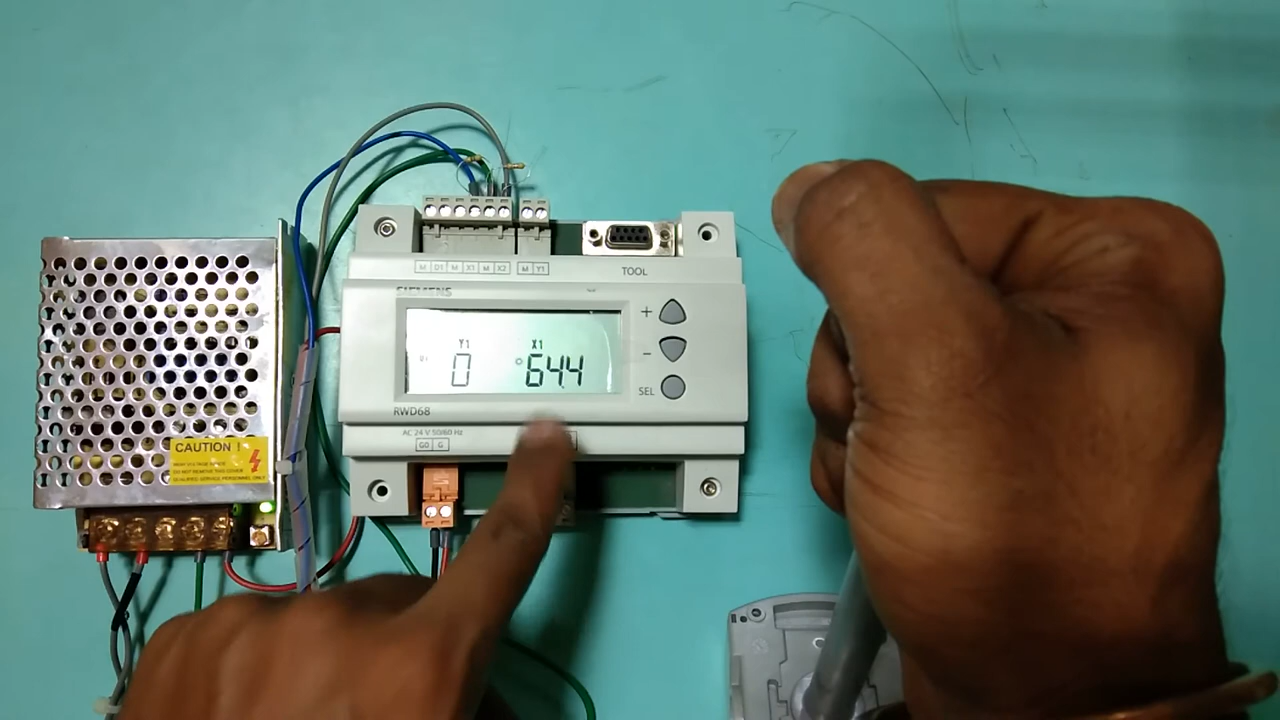 M D1 M X1 M X2 M Y1
TOOL
SIEMENS
+
Y1 X1
0 64.4
−
SEL
RWD68
AC 24 V 50/60 Hz
G0 G
CAUTION !